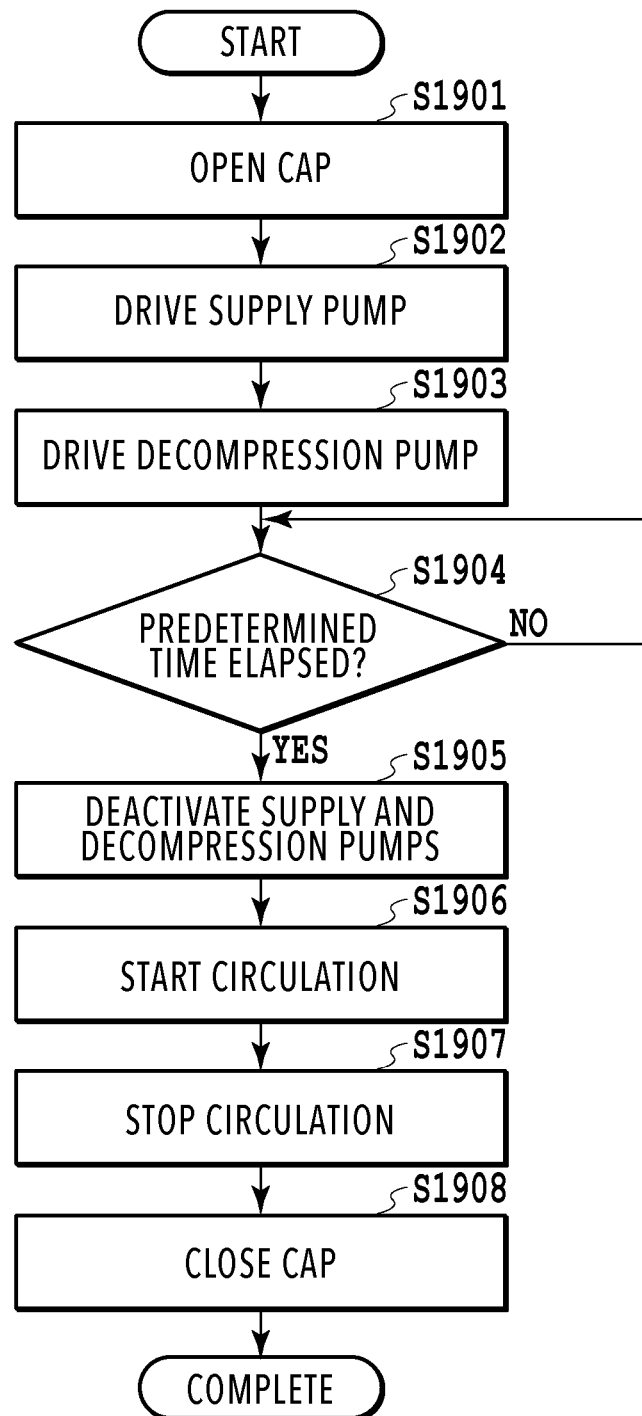 START
S1901
OPEN CAP
S1902
DRIVE SUPPLY PUMP
S1903
DRIVE DECOMPRESSION PUMP
S1904
PREDETERMINED
TIME ELAPSED?
NO
YES
S1905
DEACTIVATE SUPPLY AND
DECOMPRESSION PUMPS
S1906
START CIRCULATION
S1907
STOP CIRCULATION
S1908
CLOSE CAP
COMPLETE